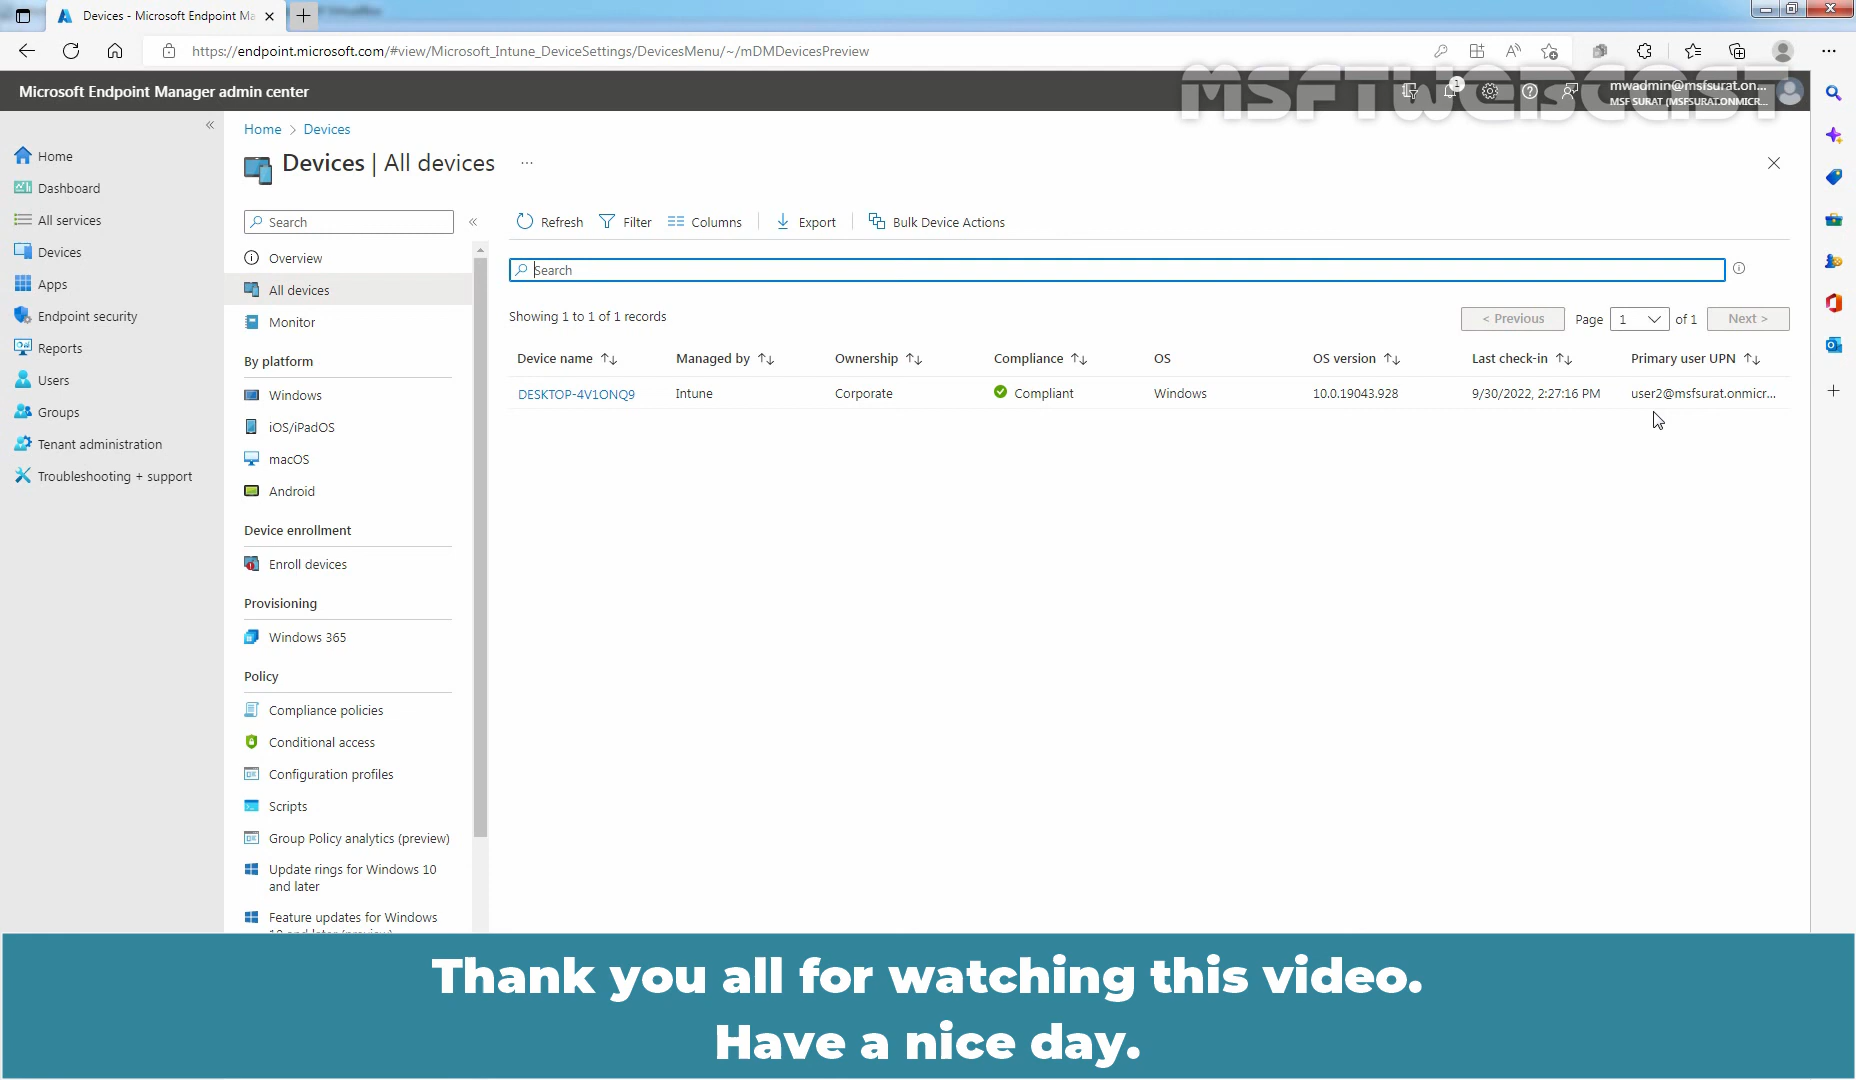 Devices - Microsoft Endpoint Ma
https://endpoint.microsoft.com/#view/Microsoft_Intune_DeviceSettings/DevicesMenu/~/mDMDevicesPreview
MSFTWEBCAST
Microsoft Endpoint Manager admin center
1
mwadmin@msfsurat.on...
MSF SURAT (MSFSURAT.ONMICR...
Home
Dashboard
All services
Devices
Apps
Endpoint security
Reports
Users
Groups
Tenant administration
Troubleshooting + support
Home > Devices
Devices | All devices ...
Search
Overview
All devices
Monitor
By platform
Windows
iOS/iPadOS
macOS
Android
Device enrollment
Enroll devices
Provisioning
Windows 365
Policy
Compliance policies
Conditional access
Configuration profiles
Scripts
Group Policy analytics (preview)
Update rings for Windows 10
and later
Feature updates for Windows
10 and later (preview)
Refresh Filter Columns Export Bulk Device Actions
Search
Showing 1 to 1 of 1 records
< Previous Page 1 of 1 Next >
Device name Managed by Ownership Compliance OS OS version Last check-in Primary user UPN
DESKTOP-4V1ONQ9 Intune Corporate Compliant Windows 10.0.19043.928 9/30/2022, 2:27:16 PM user2@msfsurat.onmicr...
Thank you all for watching this video.
Have a nice day.